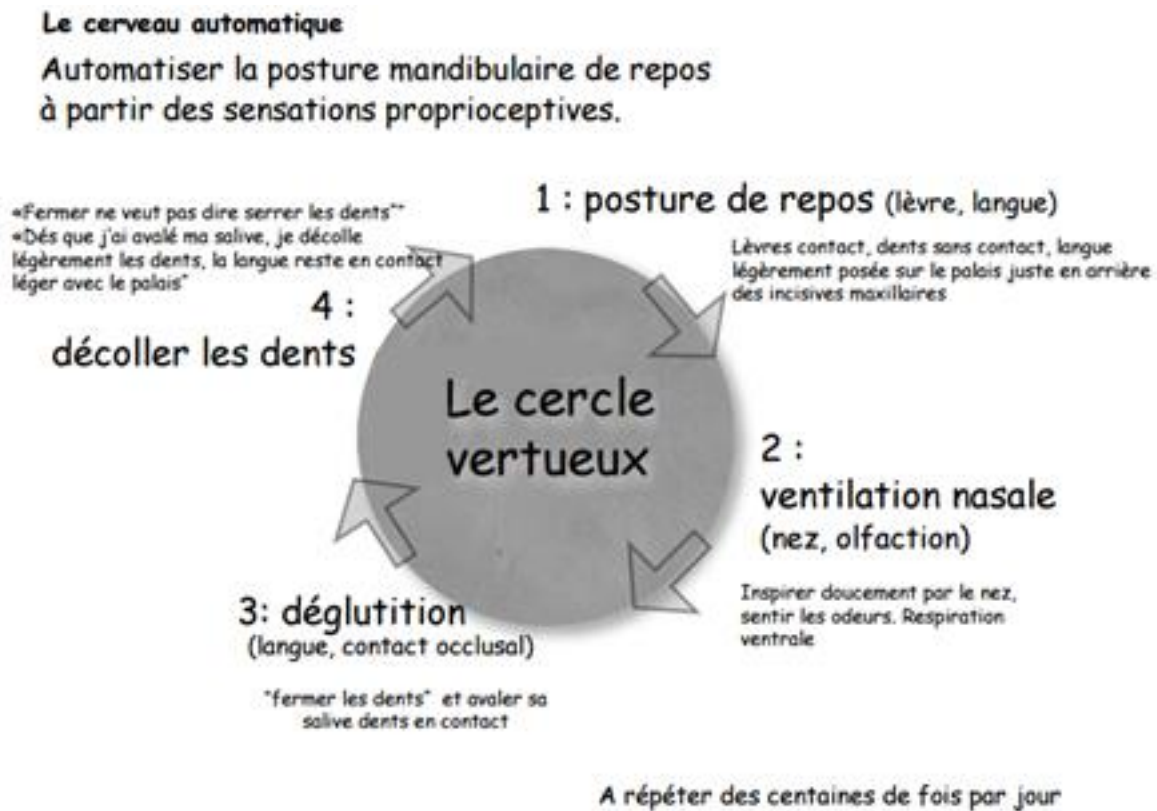 Le cerveau automatique
Automatiser la posture mandibulaire de repos
à partir des sensations proprioceptives.
1 : posture de repos (lèvre, langue)
Lèvres contact, dents sans contact, langue
légèrement posée sur le palais juste en arrière
des incisives maxillaires
Le cercle
vertueux
2 :
ventilation nasale
(nez, olfaction)
Inspirer doucement par le nez,
sentir les odeurs. Respiration
ventrale
3: déglutition
(langue, contact occlusal)
"fermer les dents" et avaler sa
salive dents en contact
«Fermer ne veut pas dire serrer les dents"”
«Dés que j'ai avalé ma salive, je décolle
légèrement les dents, la langue reste en contact
léger avec le palais"
4 :
décoller les dents
A répéter des centaines de fois par jour